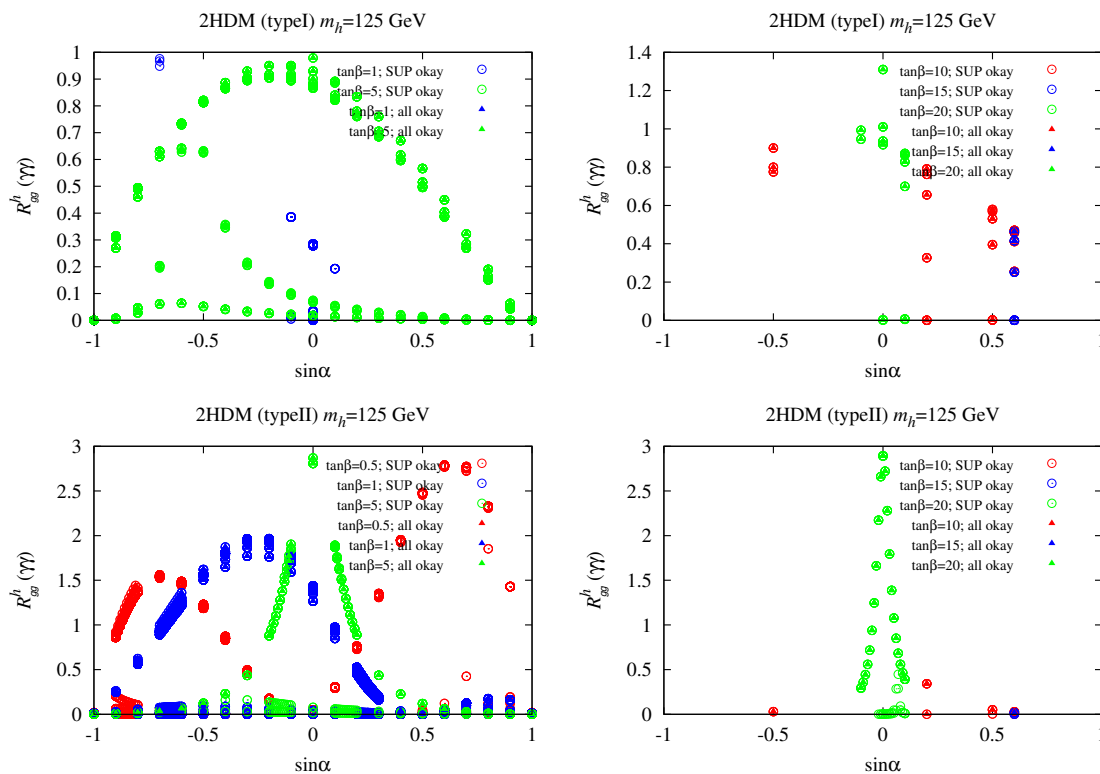 2HDM (typeI) m_h=125 GeV
R^h_gg (γγ)
1
0.9
0.8
0.7
0.6
0.5
0.4
0.3
0.2
0.1
0
tanβ=1; SUP okay
tanβ=5; SUP okay
tanβ=1; all okay
tanβ=5; all okay
-1 -0.5 0 0.5 1
sinα
2HDM (typeI) m_h=125 GeV
R^h_gg (γγ)
1.4
1.2
1
0.8
0.6
0.4
0.2
0
tanβ=10; SUP okay
tanβ=15; SUP okay
tanβ=20; SUP okay
tanβ=10; all okay
tanβ=15; all okay
tanβ=20; all okay
-1 -0.5 0 0.5 1
sinα
2HDM (typeII) m_h=125 GeV
R^h_gg (γγ)
3
2.5
2
1.5
1
0.5
0
tanβ=0.5; SUP okay
tanβ=1; SUP okay
tanβ=5; SUP okay
tanβ=0.5; all okay
tanβ=1; all okay
tanβ=5; all okay
-1 -0.5 0 0.5 1
sinα
2HDM (typeII) m_h=125 GeV
R^h_gg (γγ)
3
2.5
2
1.5
1
0.5
0
tanβ=10; SUP okay
tanβ=15; SUP okay
tanβ=20; SUP okay
tanβ=10; all okay
tanβ=15; all okay
tanβ=20; all okay
-1 -0.5 0 0.5 1
sinα